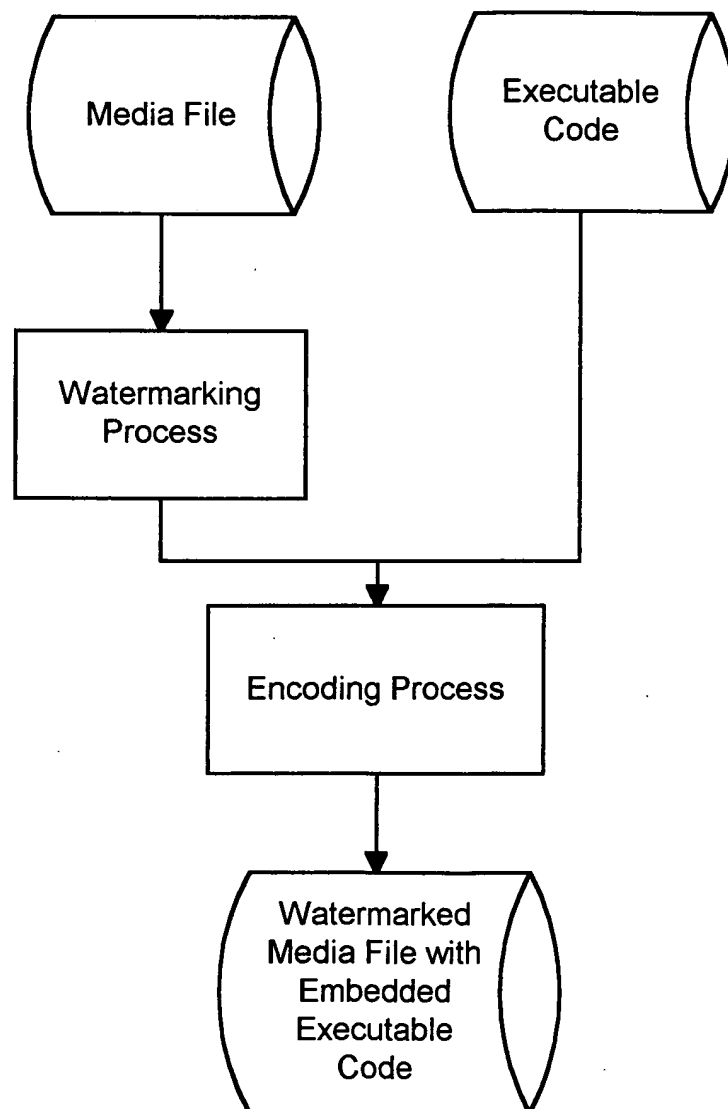 Media File
Executable
Code
Watermarking
Process
Encoding Process
Watermarked
Media File with
Embedded
Executable
Code